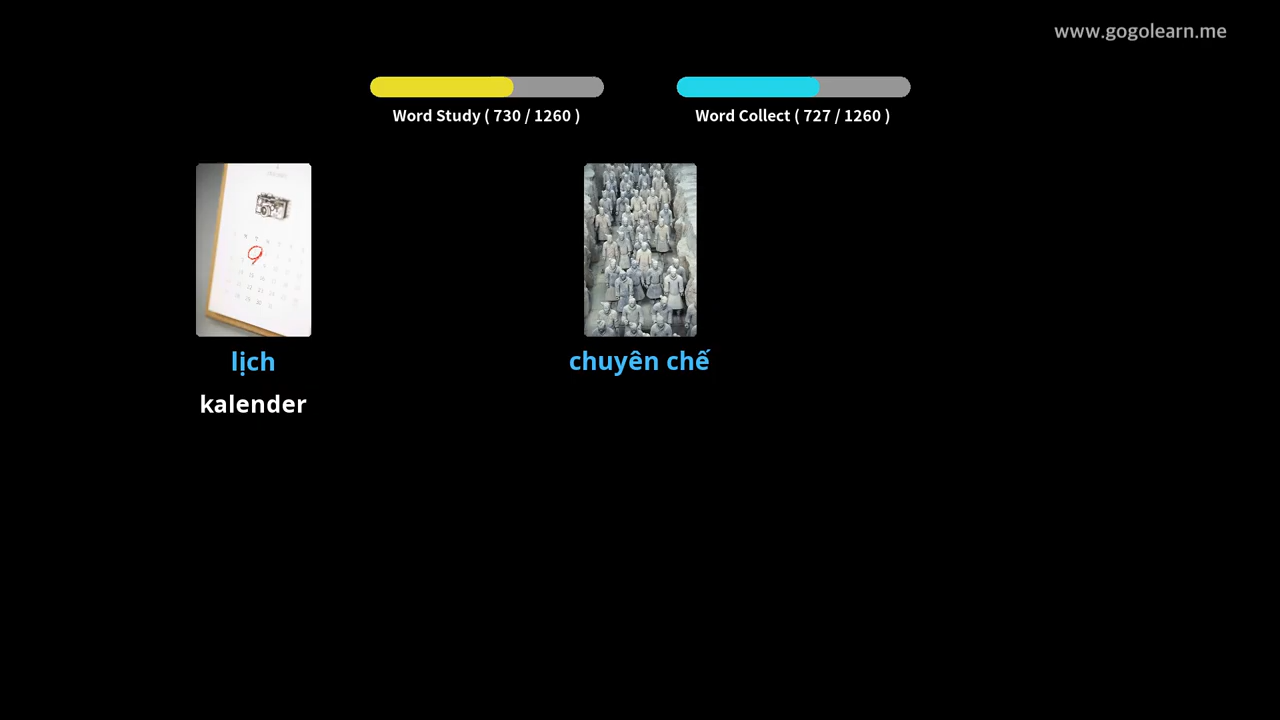 www.gogolearn.me
Word Study ( 730 / 1260 )
Word Collect ( 727 / 1260 )
lịch
chuyên chế
kalender